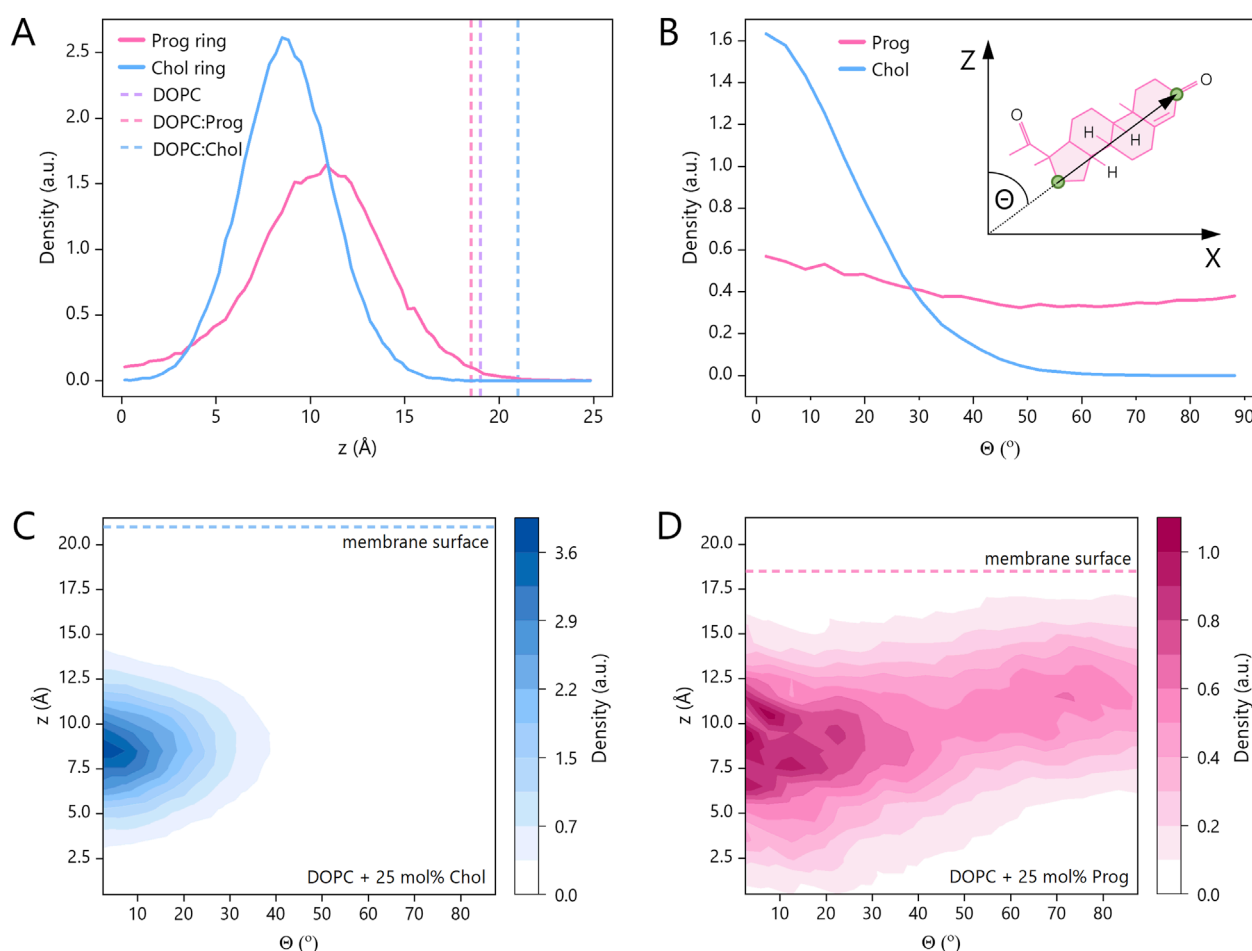 A
Prog ring
Chol ring
DOPC
DOPC:Prog
DOPC:Chol
Density (a.u.)
2.5
2.0
1.5
1.0
0.5
0.0
0 5 10 15 20 25
z (Å)
B
Prog
Chol
Density (a.u.)
1.6
1.4
1.2
1.0
0.8
0.6
0.4
0.2
0.0
0 10 20 30 40 50 60 70 80 90
Θ (º)
Z
O
O
H
H
H
Θ
X
C
membrane surface
z (Å)
20.0
17.5
15.0
12.5
10.0
7.5
5.0
2.5
DOPC + 25 mol% Chol
10 20 30 40 50 60 70 80
Θ (º)
3.6
2.9
2.2
1.5
0.7
0.0
Density (a.u.)
D
membrane surface
z (Å)
20.0
17.5
15.0
12.5
10.0
7.5
5.0
2.5
DOPC + 25 mol% Prog
10 20 30 40 50 60 70 80
Θ (º)
1.0
0.8
0.6
0.4
0.2
0.0
Density (a.u.)